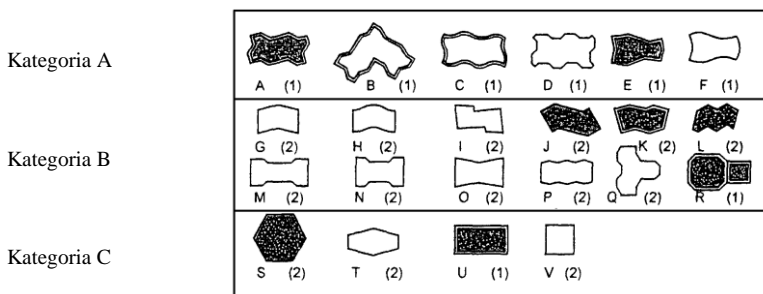 Kategoria A
A (1) B (1) C (1) D (1) E (1) F (1)
Kategoria B
G (2) H (2) I (2) J (2) K (2) L (2)
M (2) N (2) O (2) P (2) Q (2) R (1)
Kategoria C
S (2) T (2) U (1) V (2)